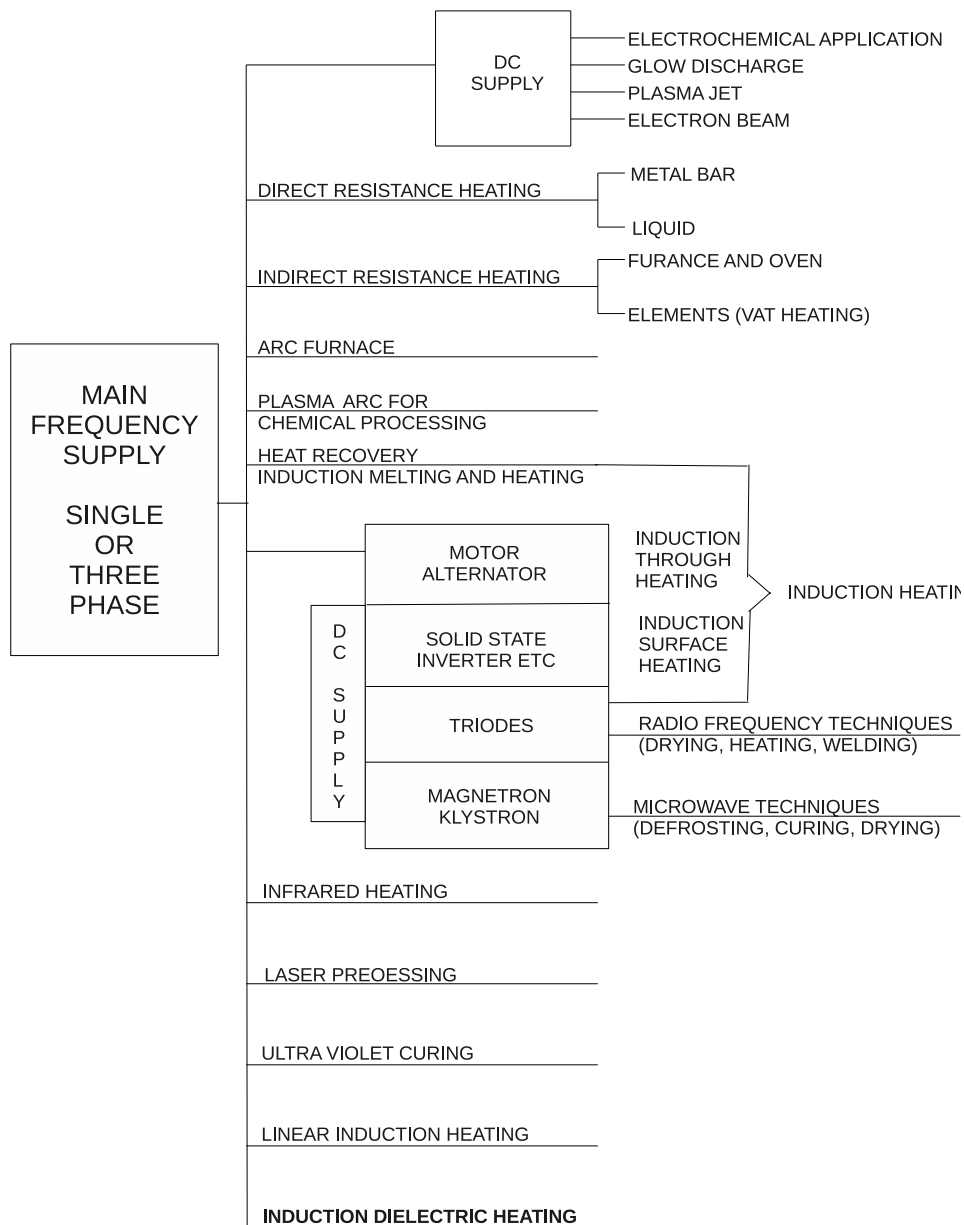 DC
SUPPLY
ELECTROCHEMICAL APPLICATION
GLOW DISCHARGE
PLASMA JET
ELECTRON BEAM
DIRECT RESISTANCE HEATING
METAL BAR
LIQUID
INDIRECT RESISTANCE HEATING
FURANCE AND OVEN
ELEMENTS (VAT HEATING)
ARC FURNACE
PLASMA ARC FOR
CHEMICAL PROCESSING
HEAT RECOVERY
INDUCTION MELTING AND HEATING
MAIN
FREQUENCY
SUPPLY
SINGLE
OR
THREE
PHASE
MOTOR
ALTERNATOR
INDUCTION
THROUGH
HEATING
INDUCTION HEATIN
INDUCTION
SURFACE
HEATING
DC SUPPLY
SOLID STATE
INVERTER ETC
TRIODES
RADIO FREQUENCY TECHNIQUES
(DRYING, HEATING, WELDING)
MAGNETRON
KLYSTRON
MICROWAVE TECHNIQUES
(DEFROSTING, CURING, DRYING)
INFRARED HEATING
LASER PREOESSING
ULTRA VIOLET CURING
LINEAR INDUCTION HEATING
INDUCTION DIELECTRIC HEATING